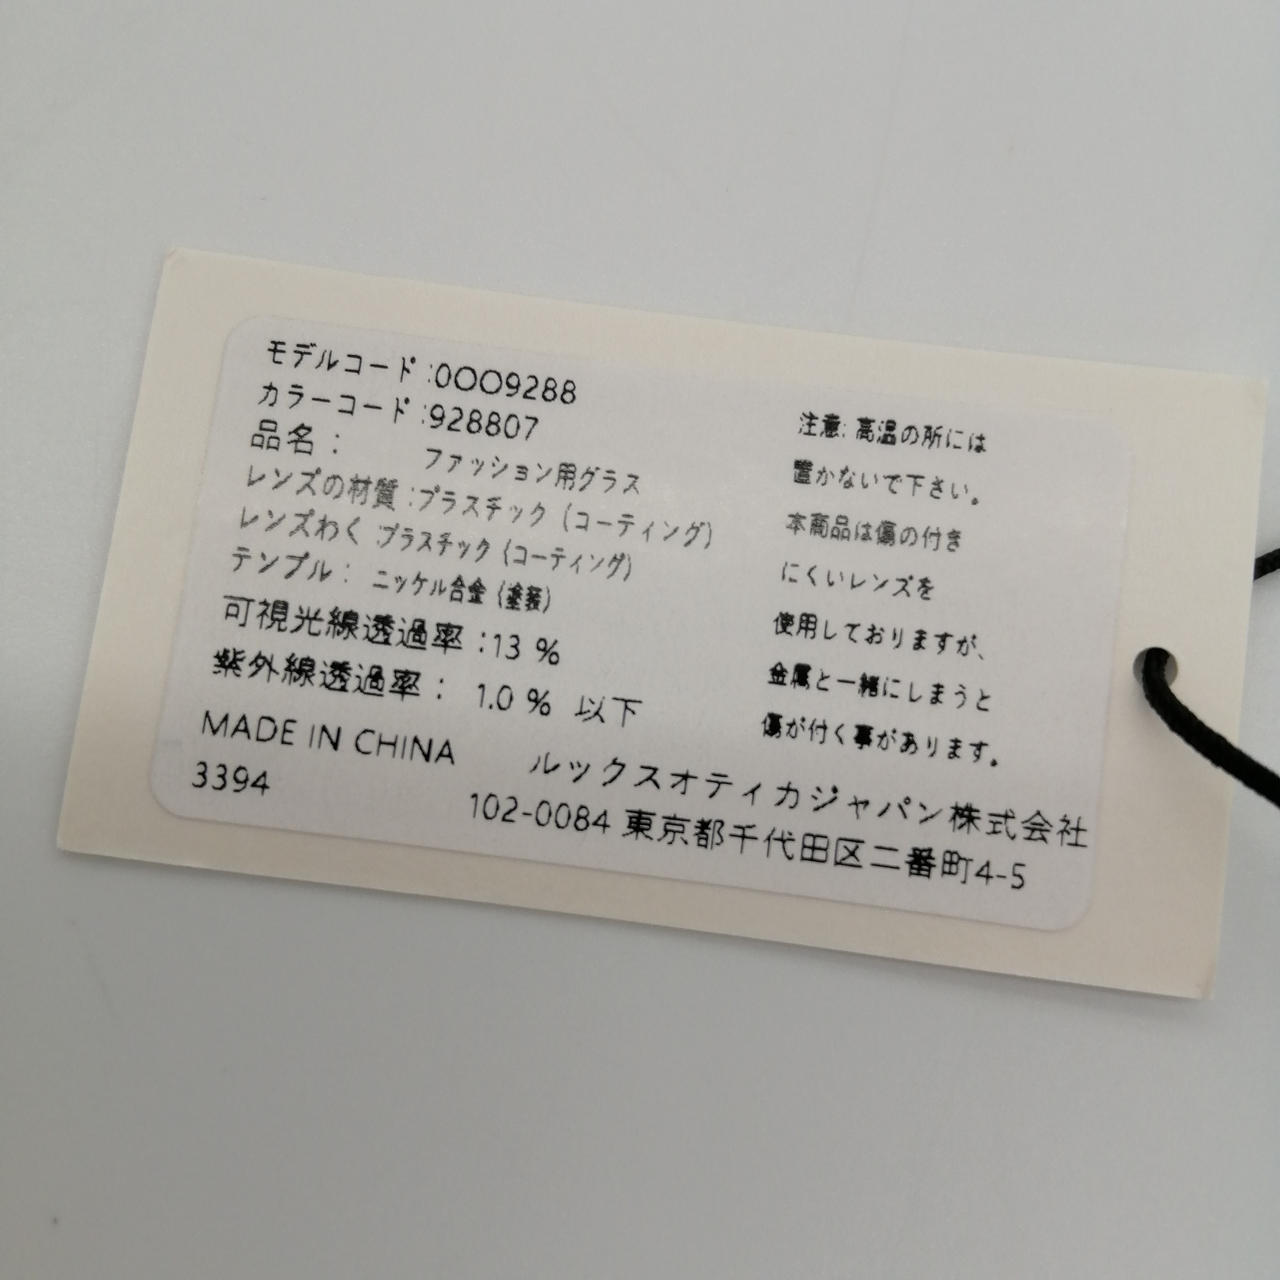 モデルコード:0OO9288
カラーコード:928807
品名: ファッション用グラス
レンズの材質:プラスチック (コーティング)
レンズわく プラスチック (コーティング)
テンプル: ニッケル合金 (塗装)
可視光線透過率:13 %
紫外線透過率: 1.0 % 以下
MADE IN CHINA
3394
注意: 高温の所には
置かないで下さい。
本商品は傷の付き
にくいレンズを
使用しておりますが、
金属と一緒にしまうと
傷が付く事があります。
ルックスオティカジャパン株式会社
102-0084 東京都千代田区二番町4-5